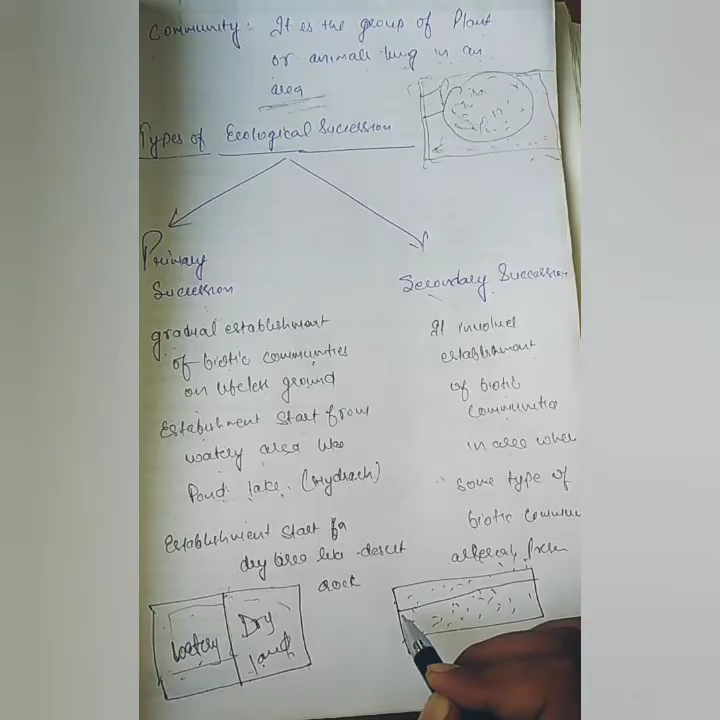 Community: It is the group of Plant
or animals living in an
area
Types of Ecological Succession
Primary
Succession
gradual establishment
of biotic communities
on lifeless ground
Establishment Start from
watery area like
Pond, lake. (Hydrach)
Establishment Start
dry area like desert
rock
Watery
Dry
land
Secondary Succession
It involves
establishment
of biotic
communities
in area where
some type of
biotic
already